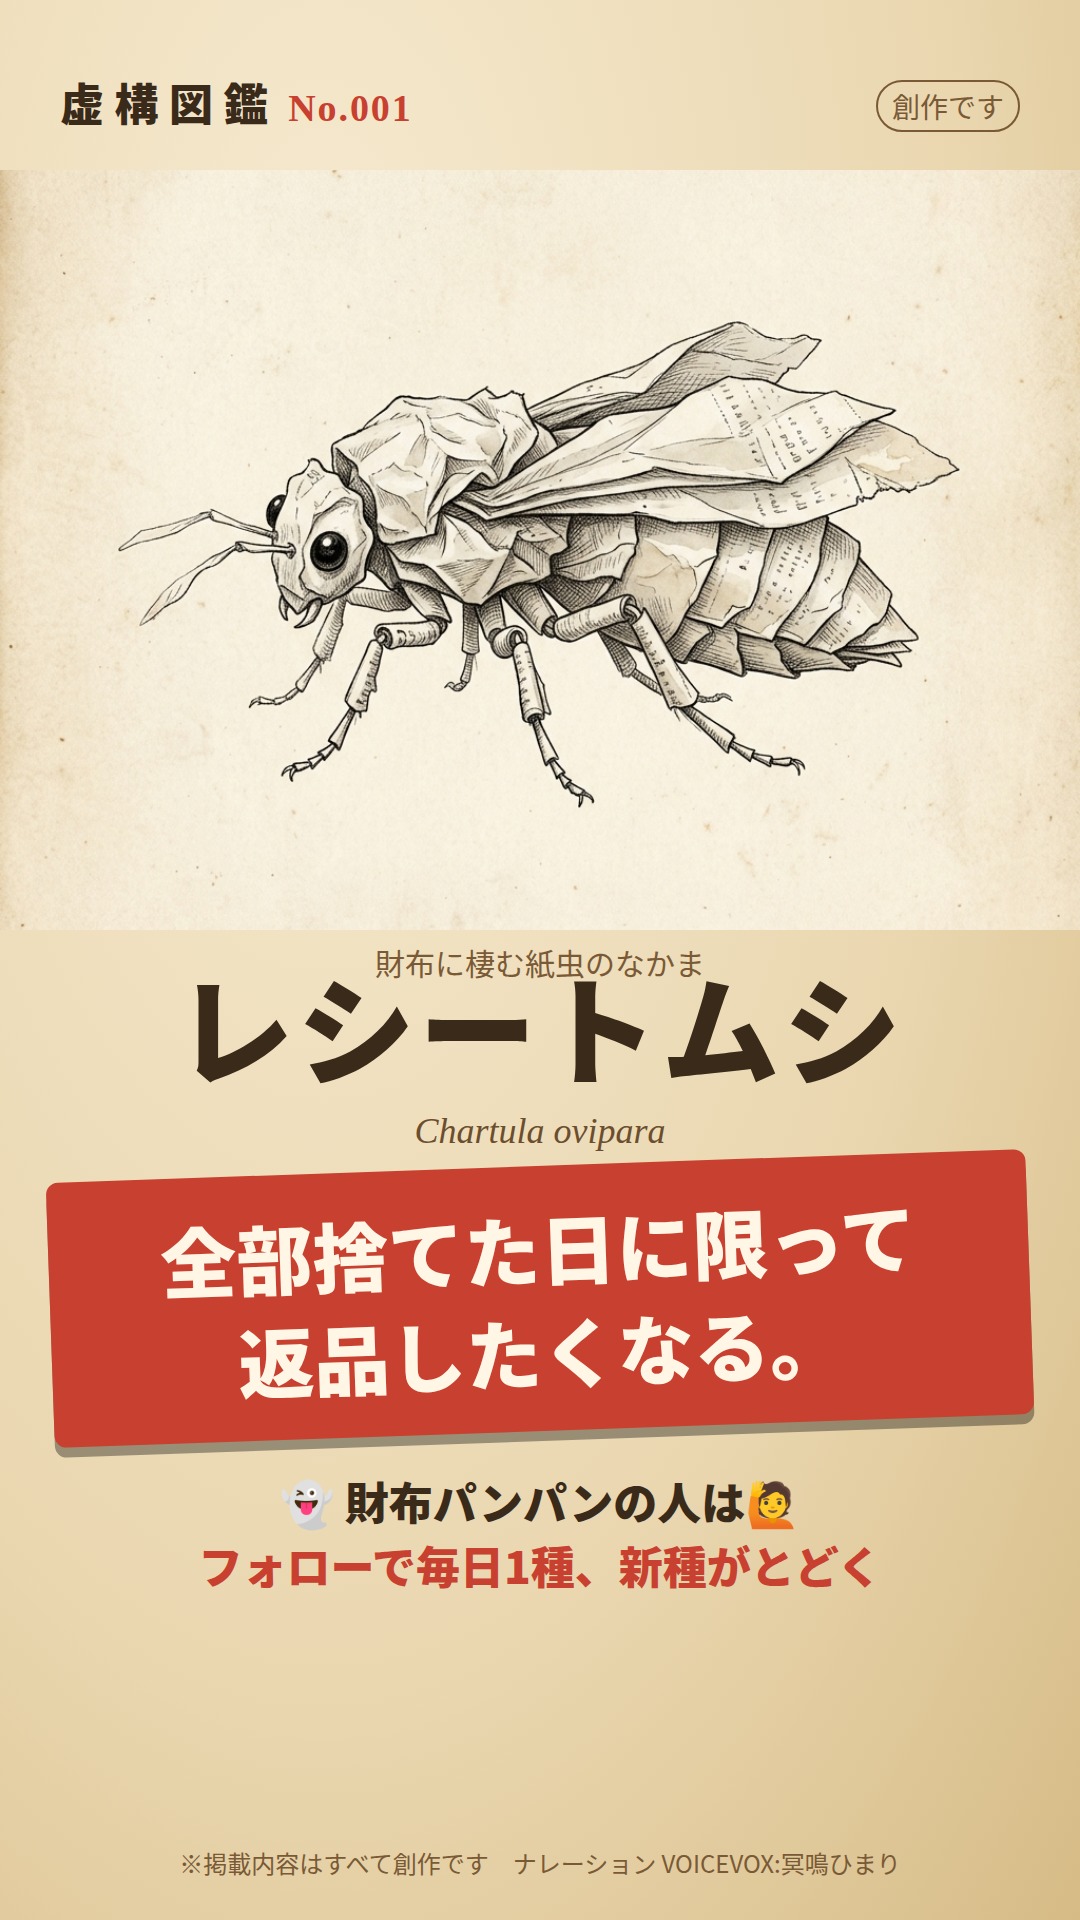 虚構図鑑 No.001
創作です
財布に棲む紙虫のなかま
レシートムシ
Chartula ovipara
全部捨てた日に限って
返品したくなる。
👻 財布パンパンの人は🙋
フォローで毎日1種、新種がとどく
※掲載内容はすべて創作です　ナレーション VOICEVOX:冥鳴ひまり